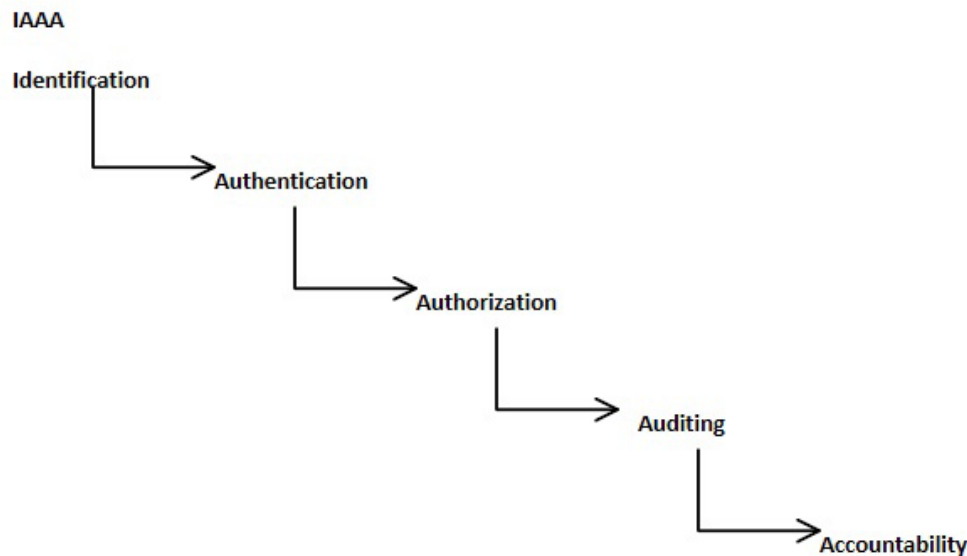 IAAA
Identification
Authentication
Authorization
Auditing
Accountability